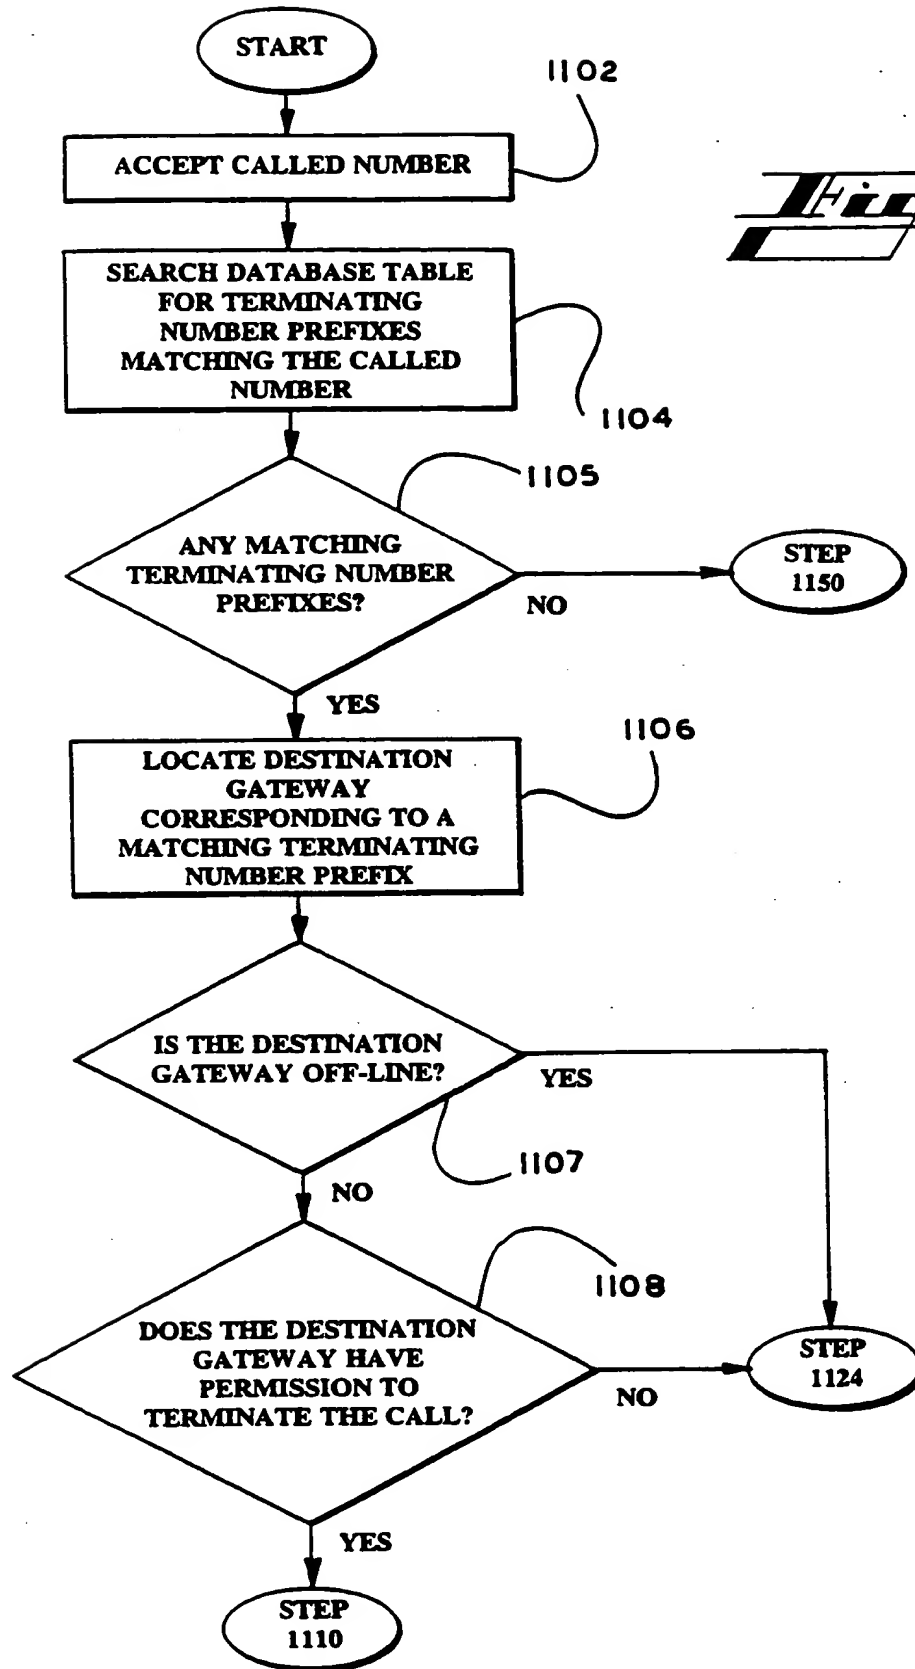 START
1102
ACCEPT CALLED NUMBER
SEARCH DATABASE TABLE
FOR TERMINATING
NUMBER PREFIXES
MATCHING THE CALLED
NUMBER
1104
1105
ANY MATCHING
TERMINATING NUMBER
PREFIXES?
NO
STEP
1150
YES
1106
LOCATE DESTINATION
GATEWAY
CORRESPONDING TO A
MATCHING TERMINATING
NUMBER PREFIX
IS THE DESTINATION
GATEWAY OFF-LINE?
YES
1107
NO
1108
DOES THE DESTINATION
GATEWAY HAVE
PERMISSION TO
TERMINATE THE CALL?
NO
STEP
1124
YES
STEP
1110